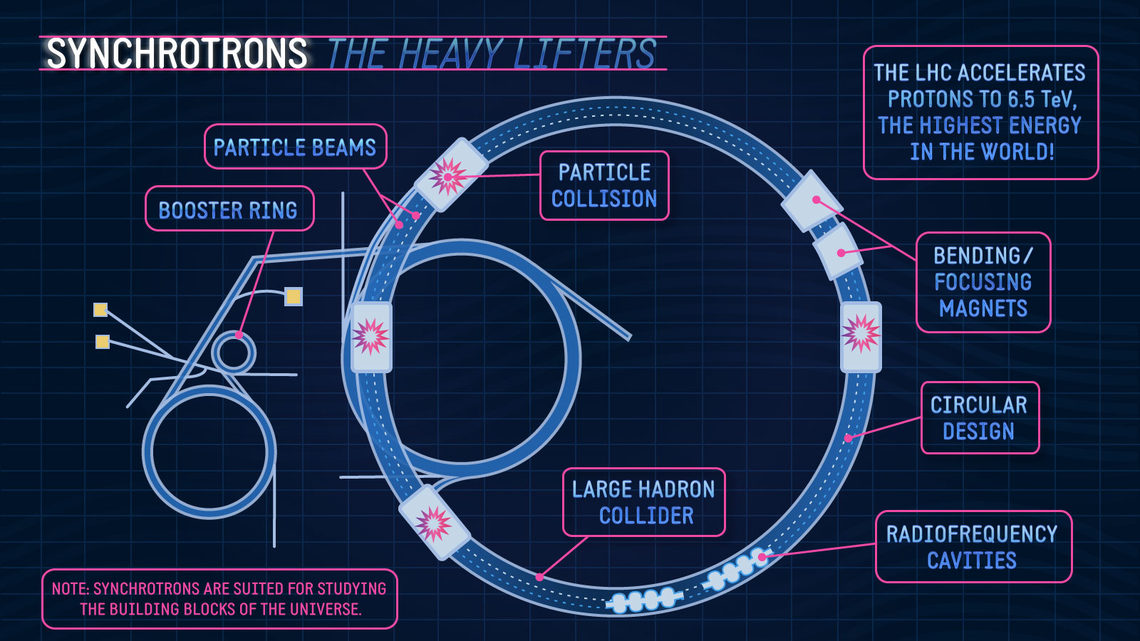 SYNCHROTRONS THE HEAVY LIFTERS
THE LHC ACCELERATES
PROTONS TO 6.5 TeV,
THE HIGHEST ENERGY
IN THE WORLD!
PARTICLE BEAMS
PARTICLE
COLLISION
BOOSTER RING
BENDING/
FOCUSING
MAGNETS
CIRCULAR
DESIGN
LARGE HADRON
COLLIDER
RADIOFREQUENCY
CAVITIES
NOTE: SYNCHROTRONS ARE SUITED FOR STUDYING
THE BUILDING BLOCKS OF THE UNIVERSE.